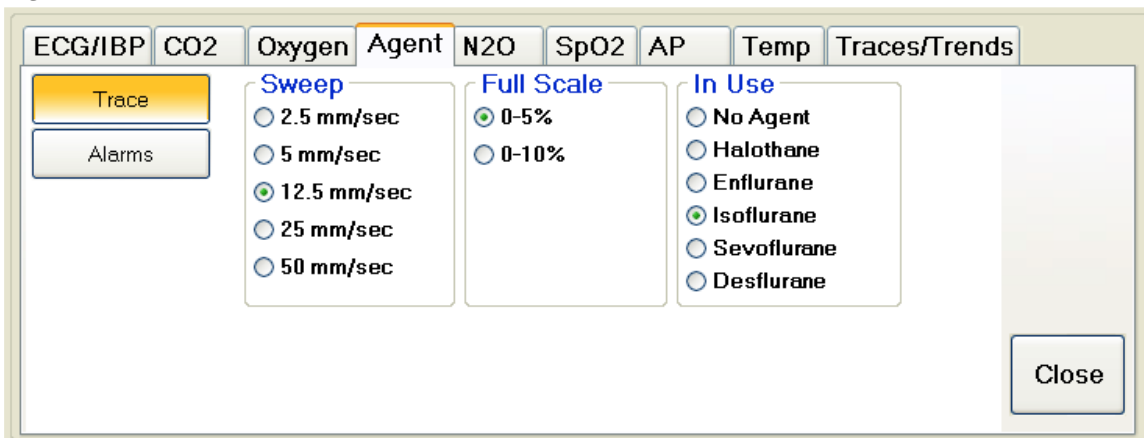 ECG/IBP CO2 Oxygen Agent N2O SpO2 AP Temp Traces/Trends
Trace
Alarms
Sweep
2.5 mm/sec
5 mm/sec
12.5 mm/sec
25 mm/sec
50 mm/sec
Full Scale
0-5%
0-10%
In Use
No Agent
Halothane
Enflurane
Isoflurane
Sevoflurane
Desflurane
Close